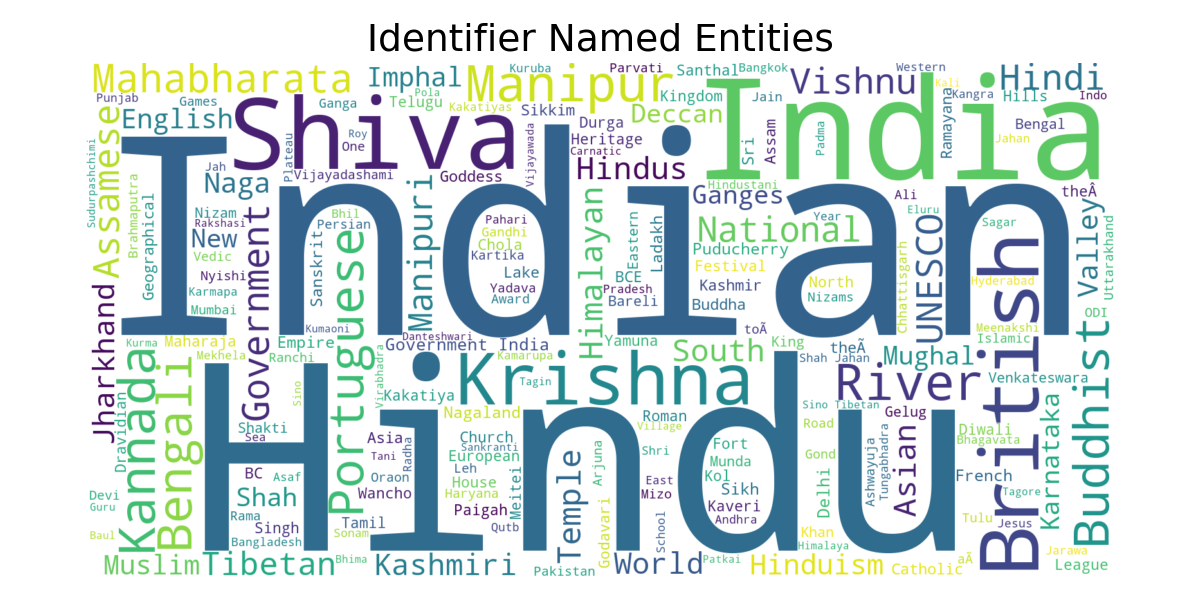 Identifier Named Entities
Mahabharata
Imphal
Manipur
Kuruba
Parvati
Santhal
Bangkok
Vishnu
Western
Kali
Hindi
Punjab
Games
Ganga
Telugu
Pola
Kakatiyas
Sikkim
Kingdom
Jain
India
Ramayana
Kangra
Hills
Indo
English
Shiva
Roy
One
Durga
Heritage
Carnatic
Deccan
Sri
Assam
Padma
Bengal
Jahan
Assamese
Plateau
Vijayawada
Hindus
Hindustani
Sudurpashchimi
Jah
Naga
Vijayadashami
Goddess
Ganges
Ali
theÂ
Brahmaputra
Geographical
Nizam
Rakshasi
Bhil
Persian
Manipuri
Indian
Pahari
Gandhi
Chola
Kartika
Himalayan
Eastern
Ladakh
National
Year
Eluru
Sagar
Valley
Uttarakhand
New
Vedic
Government
Sanskrit
Portuguese
Lake
BCE
Puducherry
UNESCO
British
Nyishi
Karmapa
Mumbai
Yadava
Award
Pradesh
Bareli
Festival
Kashmir
Buddha
North
Nizams
Chhattisgarh
Hyderabad
ODI
Kumaoni
Danteshwari
toÃ
Meenakshi
Islamic
Jharkhand
Kurma
Maharaja
Mekhela
Empire
Ranchi
Government India
Kamarupa
Yamuna
South
King
Shah Jahan
theÃ
Mughal
Buddhist
Kannada
Bengali
Sino
Virabhadra
Kakatiya
Krishna
Tagin
River
Venkateswara
Dravidian
Shakti
Sea
Hindu
Nagaland
Roman
Village
Sino Tibetan
Gelug
Road
Diwali
Bhagavata
Karnataka
Asia
Tani
Radha
Church
Sankranti
European
Meitei
Temple
Arjuna
Shri
Fort
Munda
Kol
Gond
Delhi
Ashwayuja
Tungabhadra
Asian
French
Tagore
BC
Asaf
Oraon
Leh
House
Haryana
East
Mizo
Sikh
Devi
Guru
Shah
Rama
Wancho
Paigah
Godavari
School
Kaveri
Andhra
Tulu
Jesus
Baul
Singh
Bangladesh
Tamil
Sonam
Qutb
Khan
Himalaya
Jarawa
Muslim
Tibetan
Bhima
Kashmiri
Pakistan
World
Patkai
Hinduism
Catholic
aÃ
League